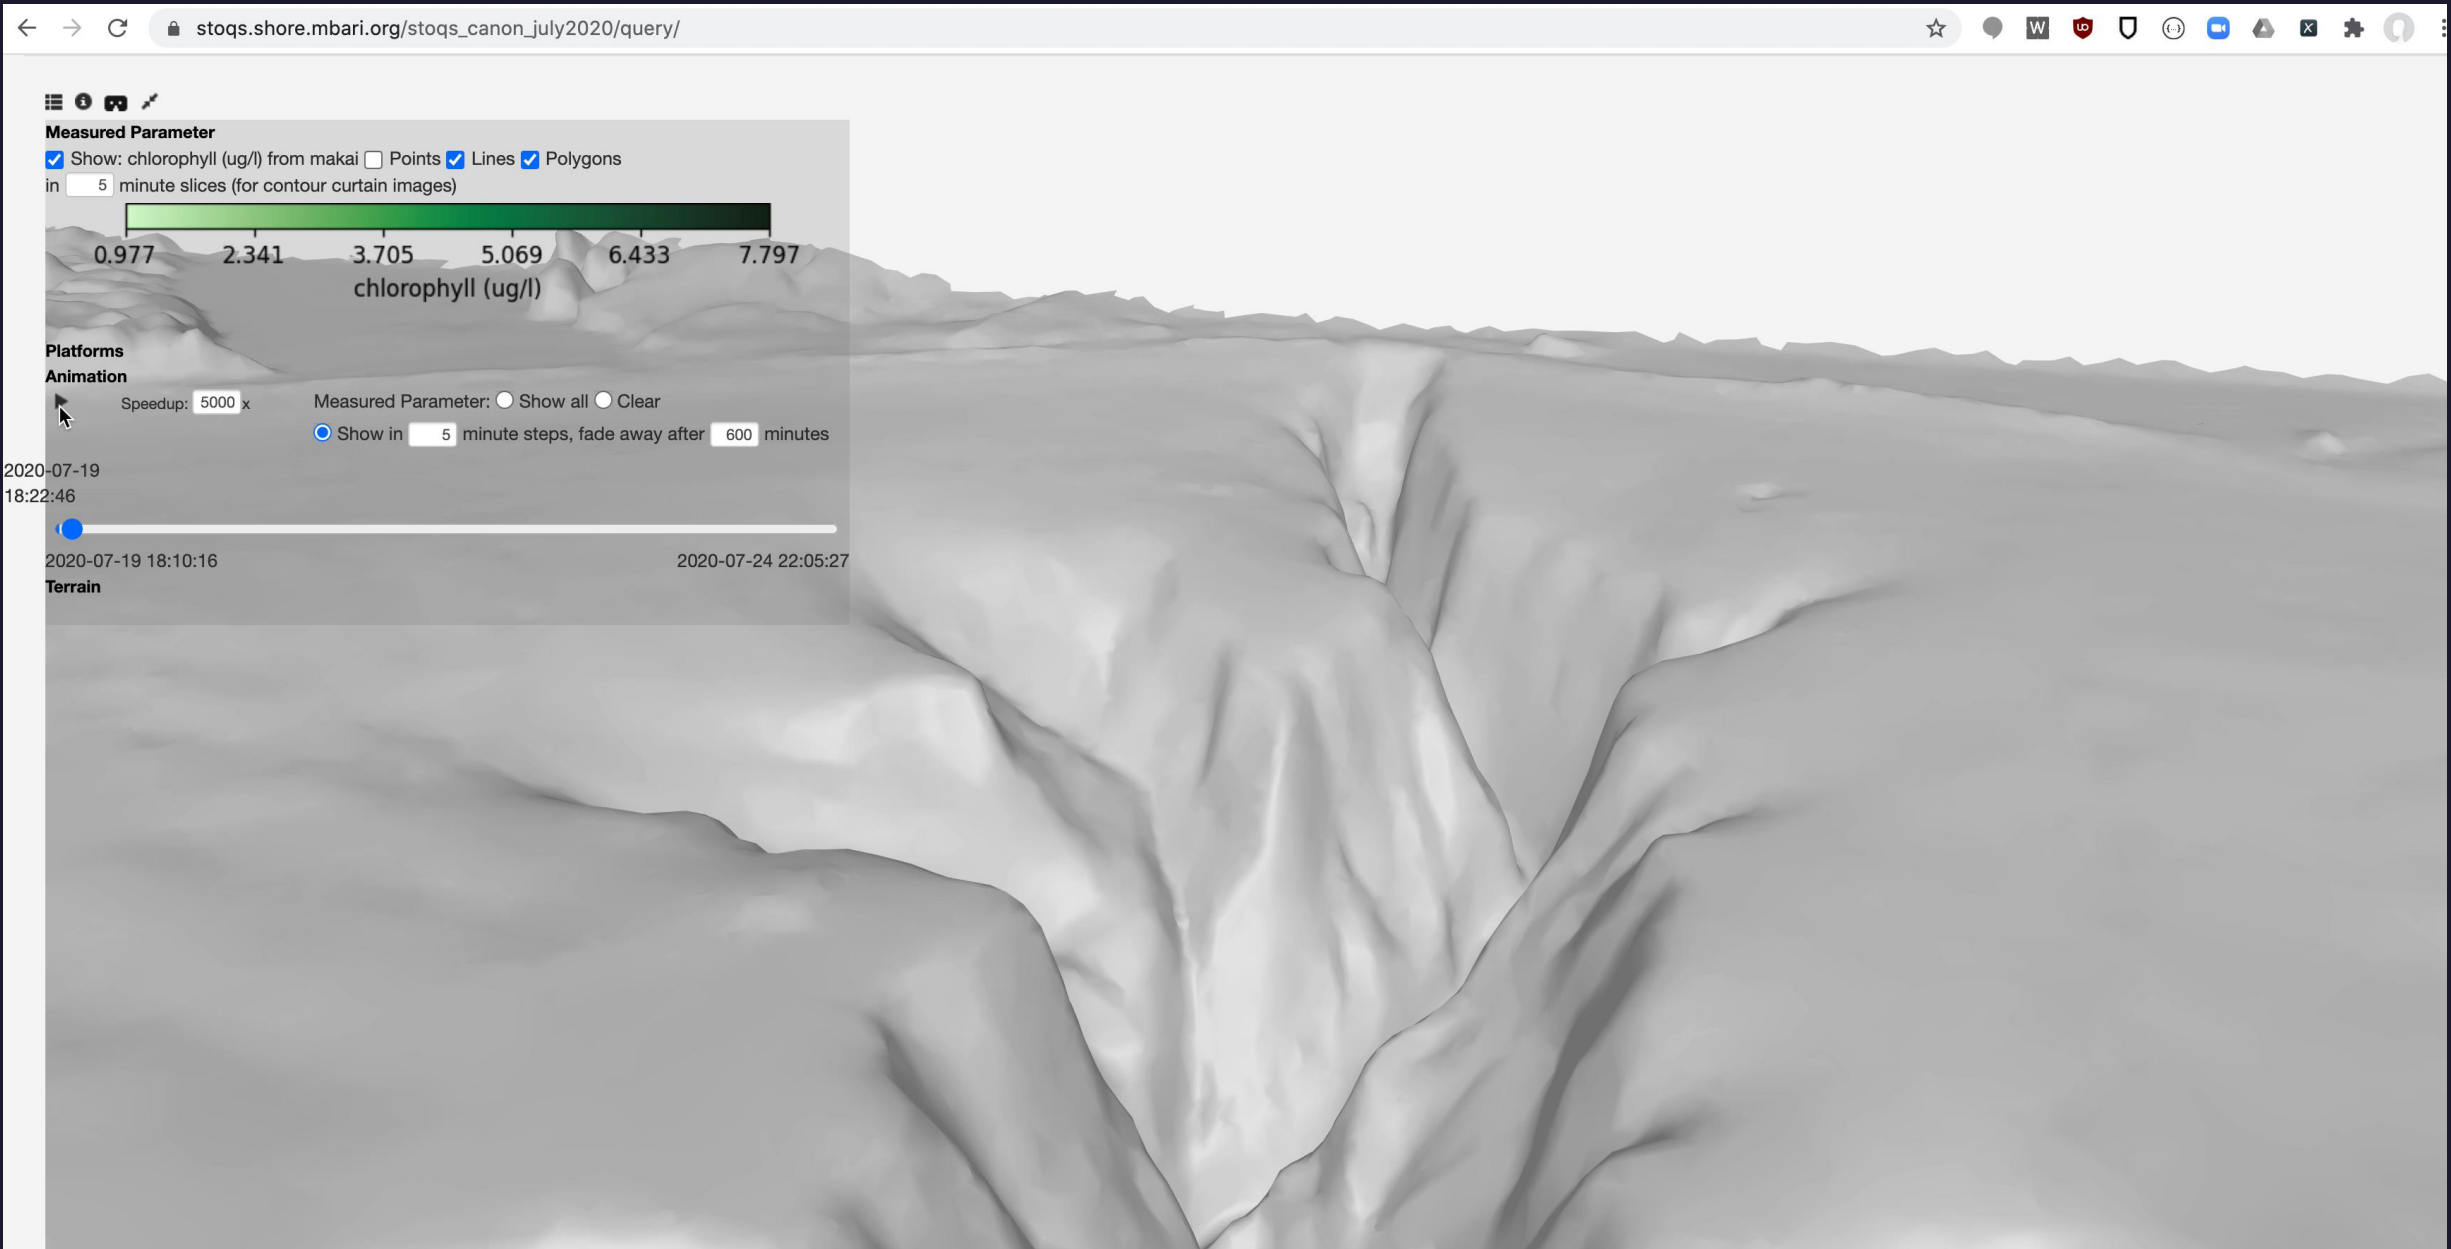 stoqs.shore.mbari.org/stoqs_canon_july2020/query/
Measured Parameter
Show: chlorophyll (ug/l) from makai Points Lines Polygons
in 5 minute slices (for contour curtain images)
0.977 2.341 3.705 5.069 6.433 7.797
chlorophyll (ug/l)
Platforms
Animation
Speedup: 5000 x Measured Parameter: Show all Clear
Show in 5 minute steps, fade away after 600 minutes
2020-07-19
18:22:46
2020-07-19 18:10:16 2020-07-24 22:05:27
Terrain